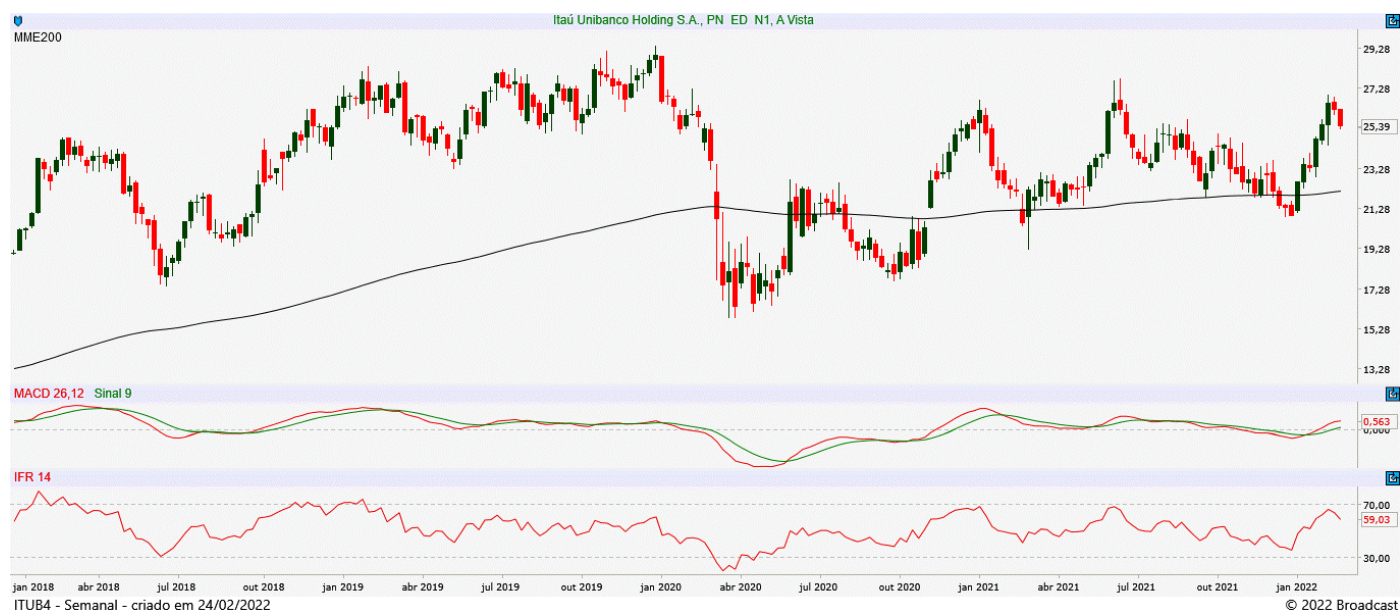 Itaú Unibanco Holding S.A., PN ED N1, A Vista
MME200
29,28
27,28
25,39
23,28
21,28
19,28
17,28
15,28
13,28
MACD 26,12 Sinal 9
0,563
0,000
IFR 14
70,00
59,03
30,00
jan 2018 abr 2018 jul 2018 out 2018 jan 2019 abr 2019 jul 2019 out 2019 jan 2020 abr 2020 jul 2020 out 2020 jan 2021 abr 2021 jul 2021 out 2021 jan 2022
ITUB4 - Semanal - criado em 24/02/2022 © 2022 Broadcast